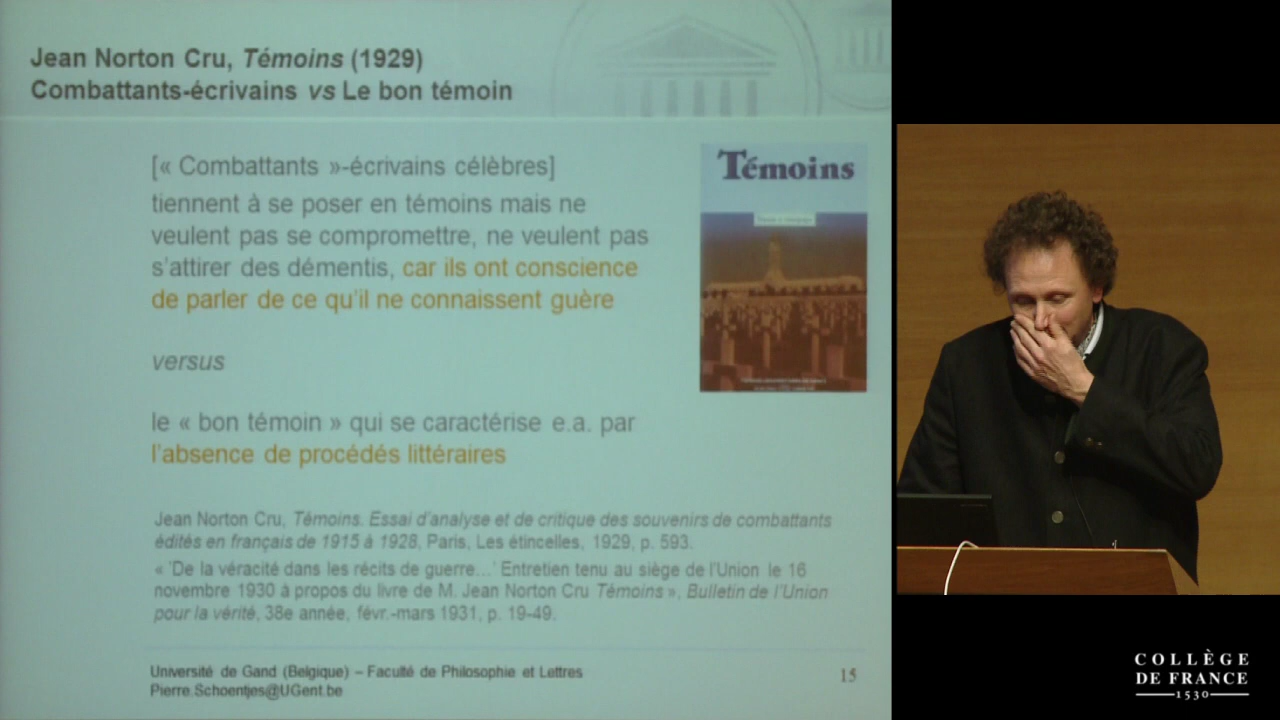 Jean Norton Cru, Témoins (1929)
Combattants-écrivains vs Le bon témoin
[« Combattants »-écrivains célèbres]
tiennent à se poser en témoins mais ne
veulent pas se compromettre, ne veulent pas
s'attirer des démentis, car ils ont conscience
de parler de ce qu'il ne connaissent guère
versus
le « bon témoin » qui se caractérise e.a. par
l'absence de procédés littéraires
Témoins
Jean Norton Cru, Témoins. Essai d'analyse et de critique des souvenirs de combattants
édités en français de 1915 à 1928, Paris, Les étincelles, 1929, p. 593.
« 'De la véracité dans les récits de guerre…' Entretien tenu au siège de l'Union le 16
novembre 1930 à propos du livre de M. Jean Norton Cru Témoins », Bulletin de l'Union
pour la vérité, 38e année, févr.-mars 1931, p. 19-49.
Université de Gand (Belgique) – Faculté de Philosophie et Lettres
Pierre.Schoentjes@UGent.be
15
COLLÈGE
DE FRANCE
1530